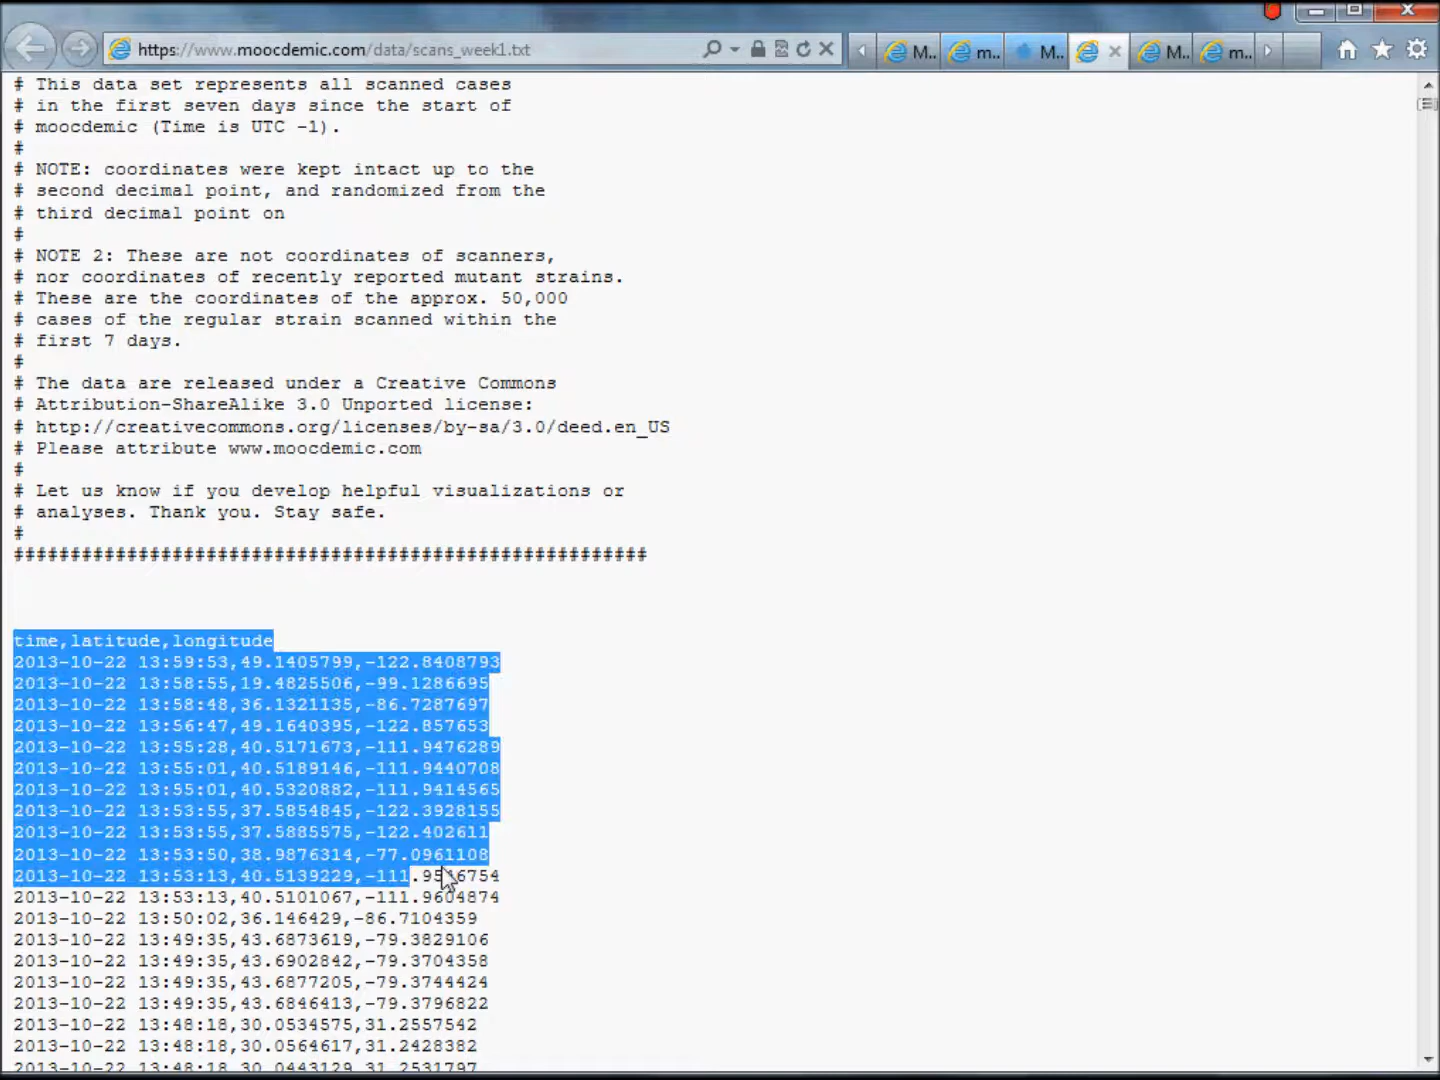 https://www.moocdemic.com/data/scans_week1.txt
M..
m..
M..
M..
m..
# This data set represents all scanned cases
# in the first seven days since the start of
# moocdemic (Time is UTC -1).
#
# NOTE: coordinates were kept intact up to the
# second decimal point, and randomized from the
# third decimal point on
#
# NOTE 2: These are not coordinates of scanners,
# nor coordinates of recently reported mutant strains.
# These are the coordinates of the approx. 50,000
# cases of the regular strain scanned within the
# first 7 days.
#
# The data are released under a Creative Commons
# Attribution-ShareAlike 3.0 Unported license:
# http://creativecommons.org/licenses/by-sa/3.0/deed.en_US
# Please attribute www.moocdemic.com
#
# Let us know if you develop helpful visualizations or
# analyses. Thank you. Stay safe.
#
########################################################
time,latitude,longitude
2013-10-22 13:59:53,49.1405799,-122.8408793
2013-10-22 13:58:55,19.4825506,-99.1286695
2013-10-22 13:58:48,36.1321135,-86.7287697
2013-10-22 13:56:47,49.1640395,-122.857653
2013-10-22 13:55:28,40.5171673,-111.9476289
2013-10-22 13:55:01,40.5189146,-111.9440708
2013-10-22 13:55:01,40.5320882,-111.9414565
2013-10-22 13:53:55,37.5854845,-122.3928155
2013-10-22 13:53:55,37.5885575,-122.402611
2013-10-22 13:53:50,38.9876314,-77.0961108
2013-10-22 13:53:13,40.5139229,
2013-10-22 13:53:13,40.5101067,-111.9604874
2013-10-22 13:50:02,36.146429,-86.7104359
2013-10-22 13:49:35,43.6873619,-79.3829106
2013-10-22 13:49:35,43.6902842,-79.3704358
2013-10-22 13:49:35,43.6877205,-79.3744424
2013-10-22 13:49:35,43.6846413,-79.3796822
2013-10-22 13:48:18,30.0534575,31.2557542
2013-10-22 13:48:18,30.0564617,31.2428382
2013-10-22 13:48:18,30.0443129,31.2531797